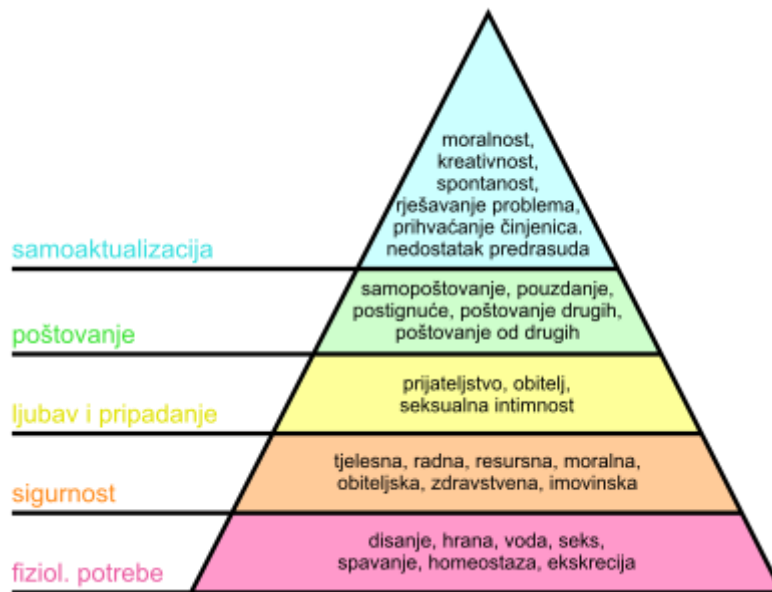 moralnost,
kreativnost,
spontanost,
rješavanje problema,
prihvaćanje činjenica.
nedostatak predrasuda
samoaktualizacija
samopoštovanje, pouzdanje,
postignuće, poštovanje drugih,
poštovanje od drugih
poštovanje
prijateljstvo, obitelj,
seksualna intimnost
ljubav i pripadanje
tjelesna, radna, resursna, moralna,
obiteljska, zdravstvena, imovinska
sigurnost
disanje, hrana, voda, seks,
spavanje, homeostaza, ekskrecija
fiziol. potrebe